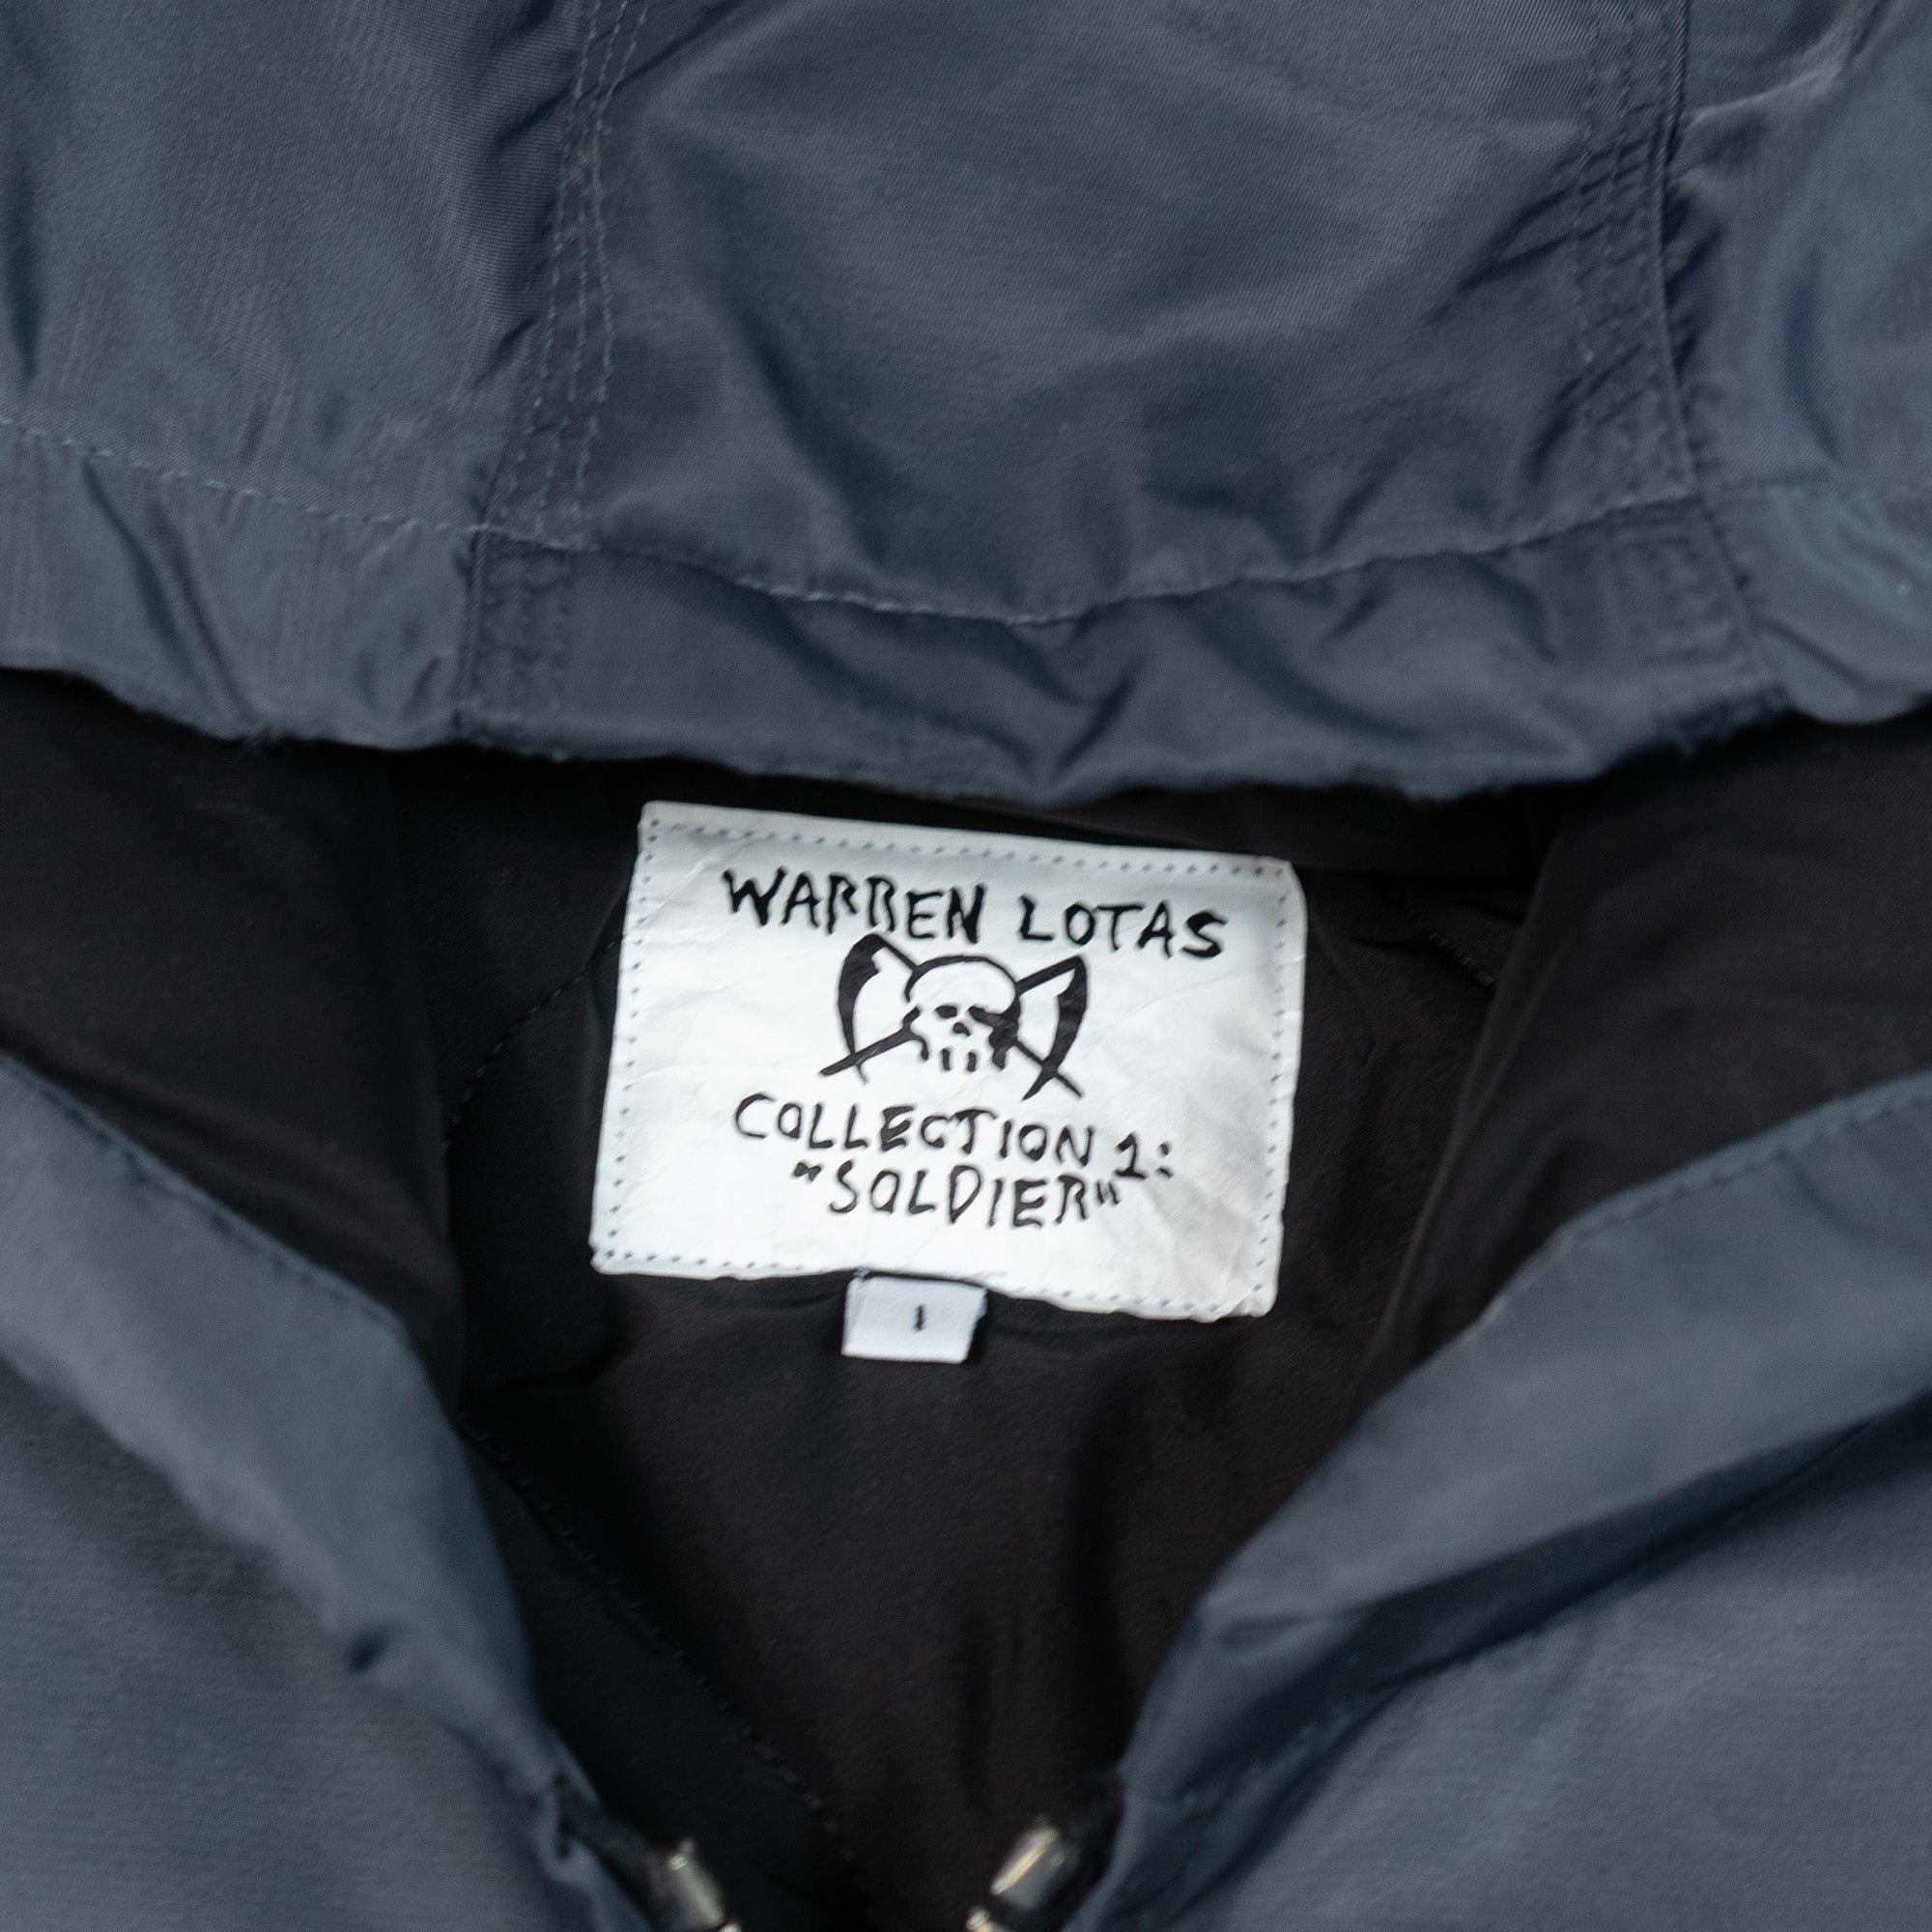 WARREN LOTAS
COLLECTION 1:
"SOLDIER"
1